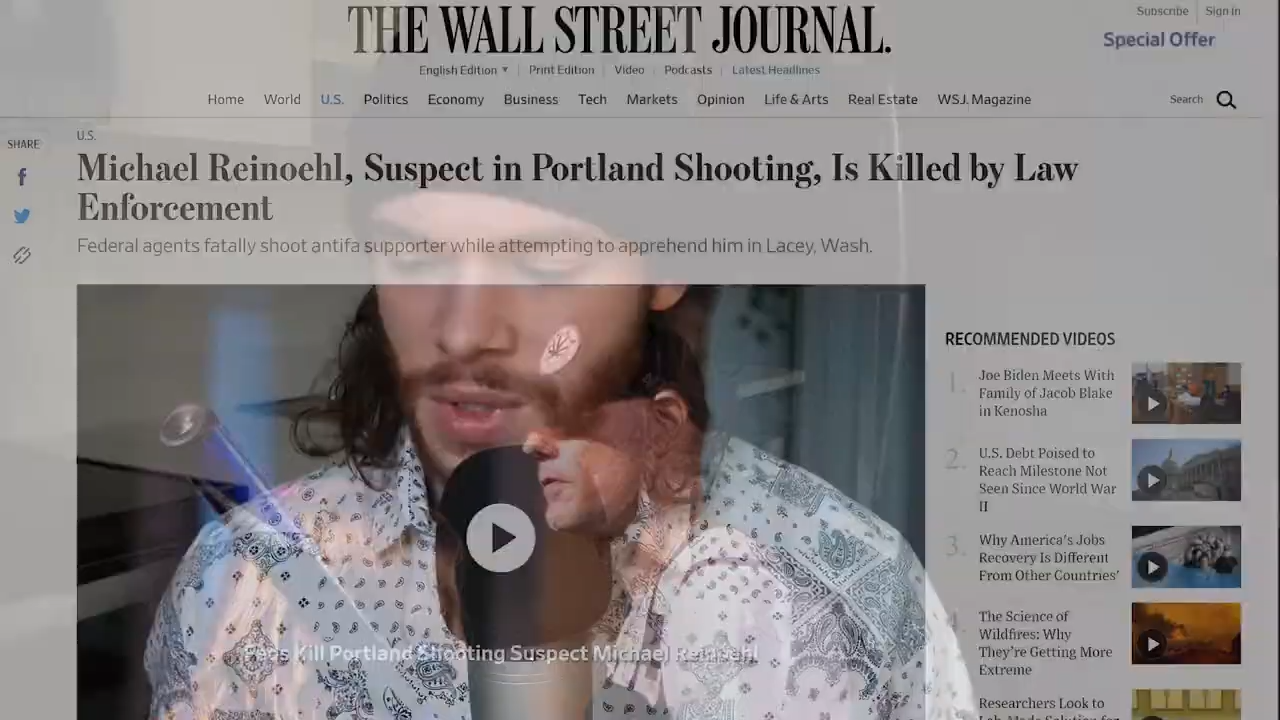 THE WALL STREET JOURNAL.
Subscribe
Sign In
Special Offer
English Edition
Print Edition
Video
Podcasts
Latest Headlines
Home
World
U.S.
Politics
Economy
Business
Tech
Markets
Opinion
Life & Arts
Real Estate
WSJ. Magazine
Search
SHARE
U.S.
Michael Reinoehl, Suspect in Portland Shooting, Is Killed by Law
Enforcement
Federal agents fatally shoot antifa supporter while attempting to apprehend him in Lacey, Wash.
Feds Kill Portland Shooting Suspect Michael Reinoehl
RECOMMENDED VIDEOS
1.
Joe Biden Meets With
Family of Jacob Blake
in Kenosha
2.
U.S. Debt Poised to
Reach Milestone Not
Seen Since World War
II
3.
Why America's Jobs
Recovery Is Different
From Other Countries'
4.
The Science of
Wildfires: Why
They're Getting More
Extreme
Researchers Look to